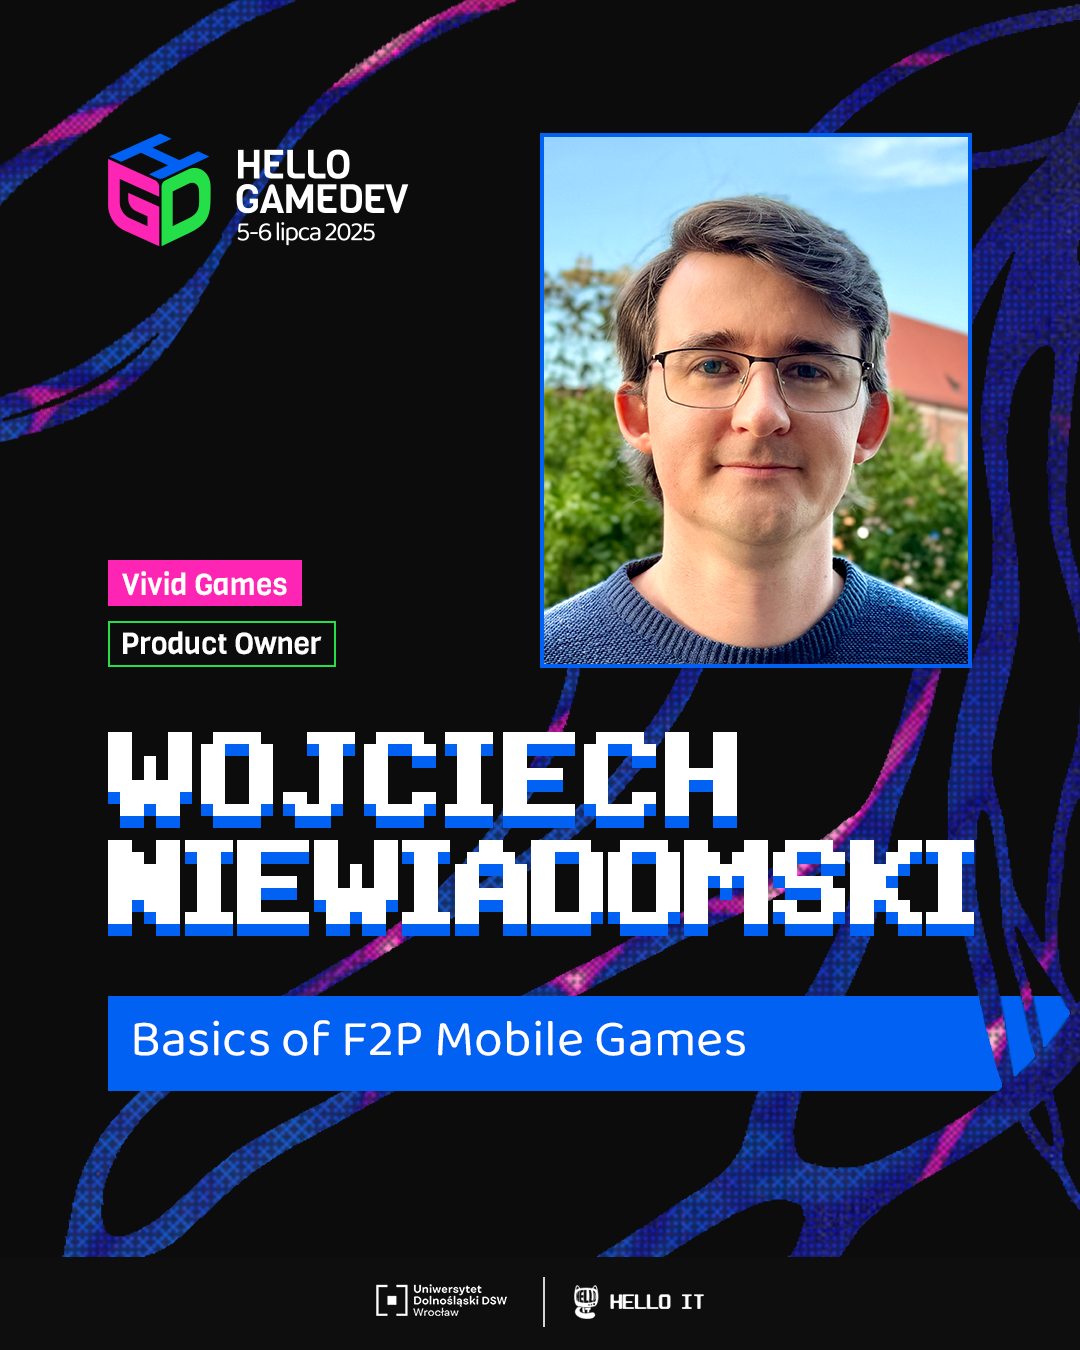 HELLO
GAMEDEV
5-6 lipca 2025
Vivid Games
Product Owner
WOJCIECH
NIEWIADOMSKI
Basics of F2P Mobile Games
Uniwersytet
Dolnośląski DSW
Wrocław
HELLO IT